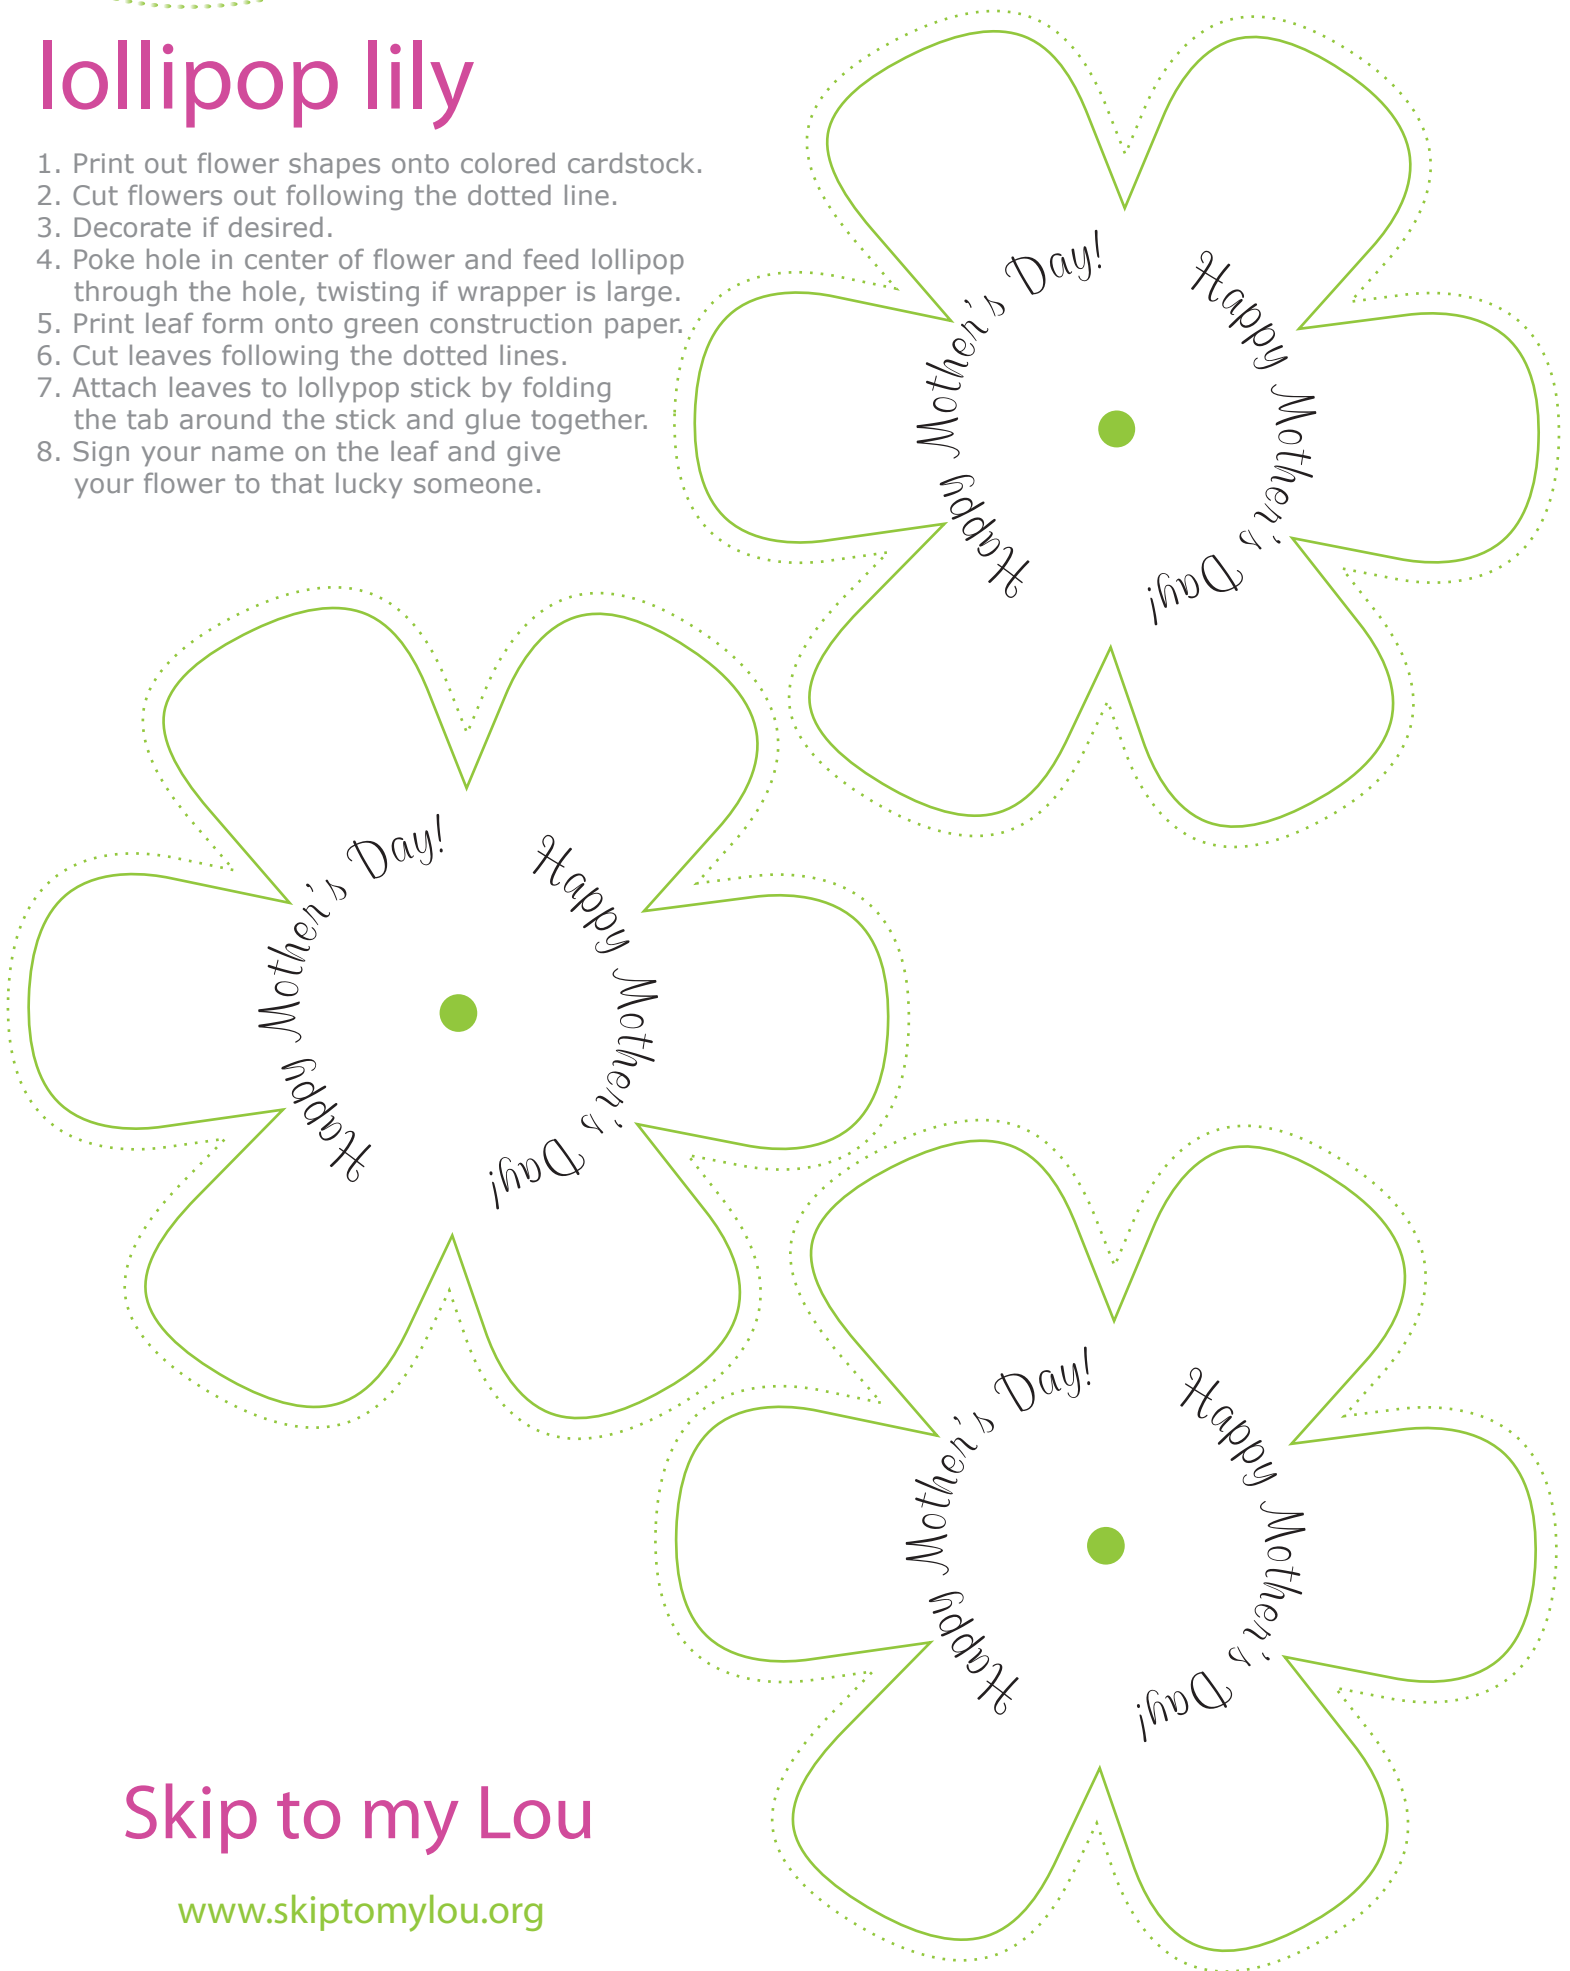 lollipop lily
1. Print out flower shapes onto colored cardstock.
2. Cut flowers out following the dotted line.
3. Decorate if desired.
4. Poke hole in center of flower and feed lollipop
through the hole, twisting if wrapper is large.
5. Print leaf form onto green construction paper.
6. Cut leaves following the dotted lines.
7. Attach leaves to lollypop stick by folding
the tab around the stick and glue together.
8. Sign your name on the leaf and give
your flower to that lucky someone.
Happy Mother's Day!
Happy Mother's Day!
Happy Mother's Day!
Happy Mother's Day!
Happy Mother's Day!
Happy Mother's Day!
Skip to my Lou
www.skiptomylou.org